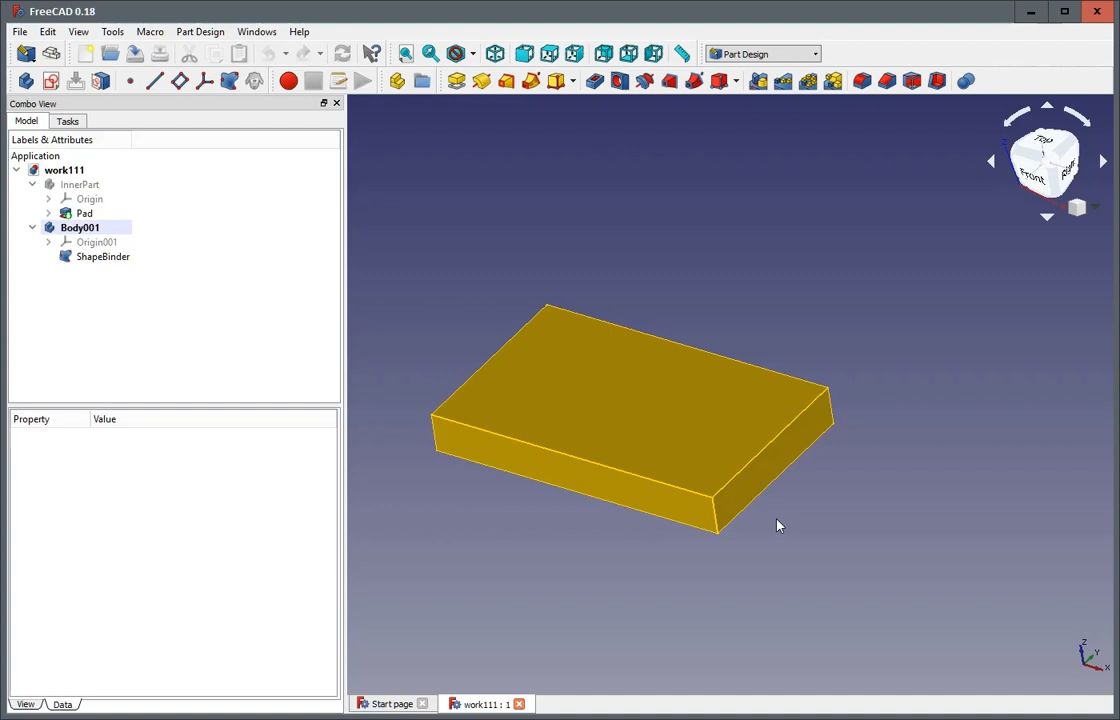 FreeCAD 0.18
File Edit View Tools Macro Part Design Windows Help
Part Design
Combo View
Model Tasks
Labels & Attributes
Application
work111
InnerPart
Origin
Pad
Body001
Origin001
ShapeBinder
Property Value
View Data
Start page work111 : 1
Top
Front
Right
Z
Y
X